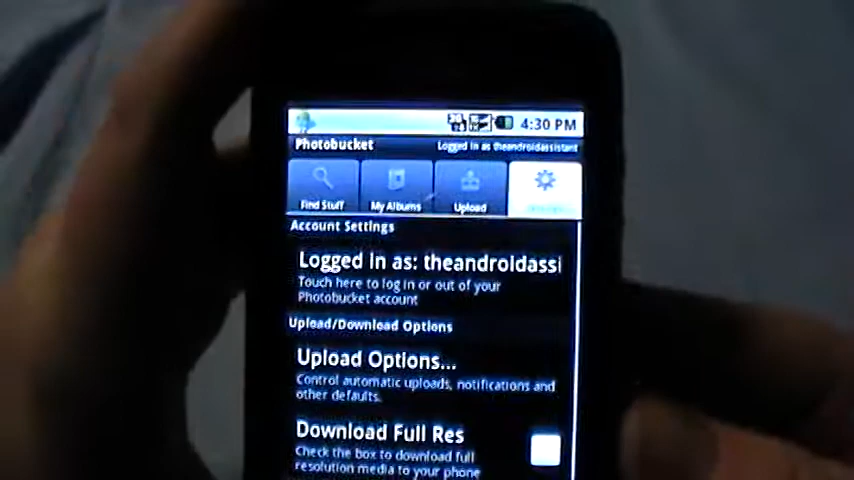 4:30 PM
Photobucket Logged in as theandroidassistant
Find Stuff My Albums Upload
Account Settings
Logged in as: theandroidassi
Touch here to log in or out of your
Photobucket account
Upload/Download Options
Upload Options...
Control automatic uploads, notifications and
other defaults.
Download Full Res
Check the box to download full
resolution media to your phone